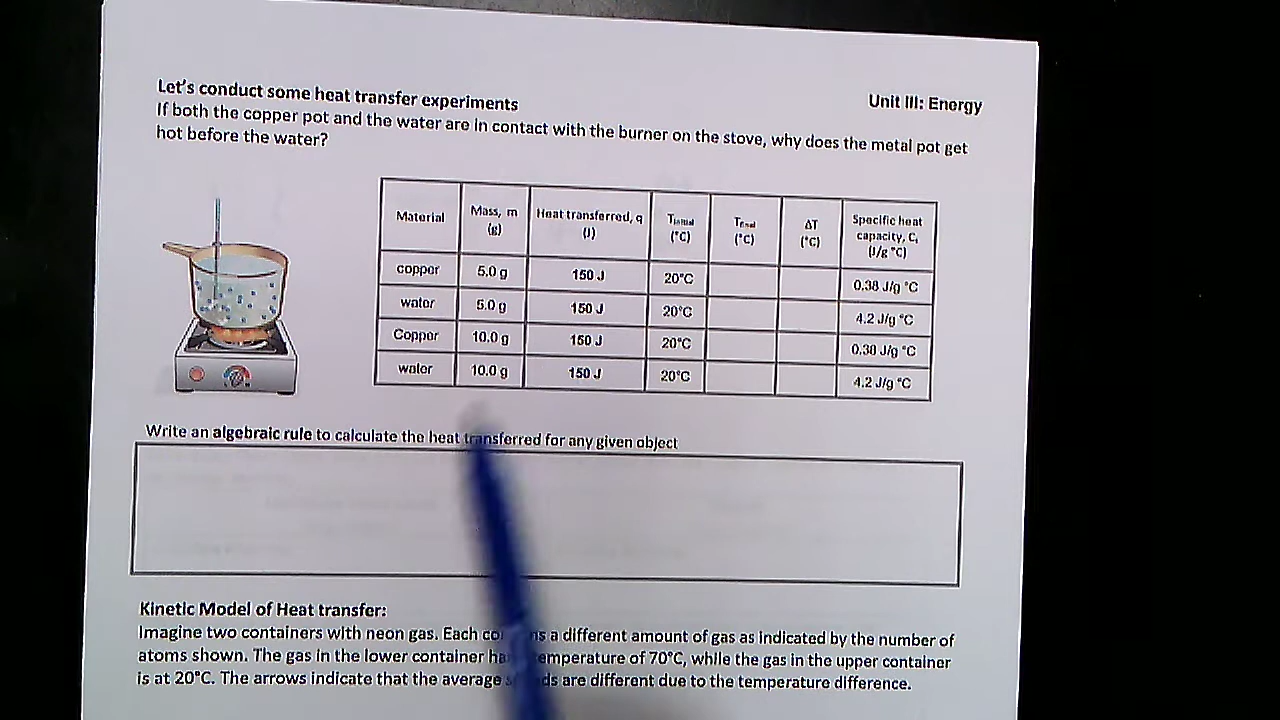 Let's conduct some heat transfer experiments
Unit III: Energy
If both the copper pot and the water are in contact with the burner on the stove, why does the metal pot get
hot before the water?
Material Mass, m (g) Heat transferred, q (J) Tinitial (°C) Tfinal (°C) ΔT (°C) Specific heat capacity, C, (J/g °C)
copper 5.0 g 150 J 20°C 0.38 J/g °C
water 5.0 g 150 J 20°C 4.2 J/g °C
Copper 10.0 g 150 J 20°C 0.38 J/g °C
water 10.0 g 150 J 20°C 4.2 J/g °C
Write an algebraic rule to calculate the heat transferred for any given object
Kinetic Model of Heat transfer:
Imagine two containers with neon gas. Each a different amount of gas as indicated by the number of
atoms shown. The gas in the lower container temperature of 70°C, while the gas in the upper container
is at 20°C. The arrows indicate that the average are different due to the temperature difference.